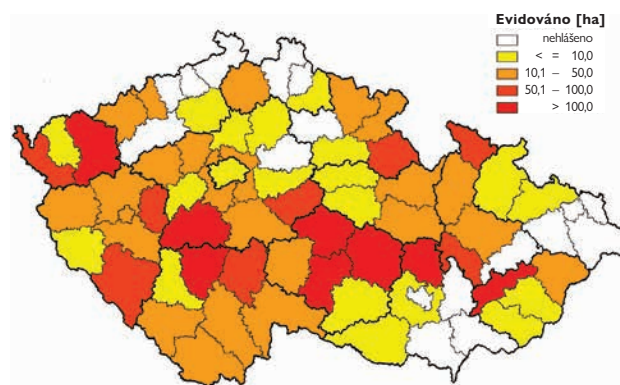 Evidováno [ha]
nehlášeno
< = 10,0
10,1 – 50,0
50,1 – 100,0
> 100,0